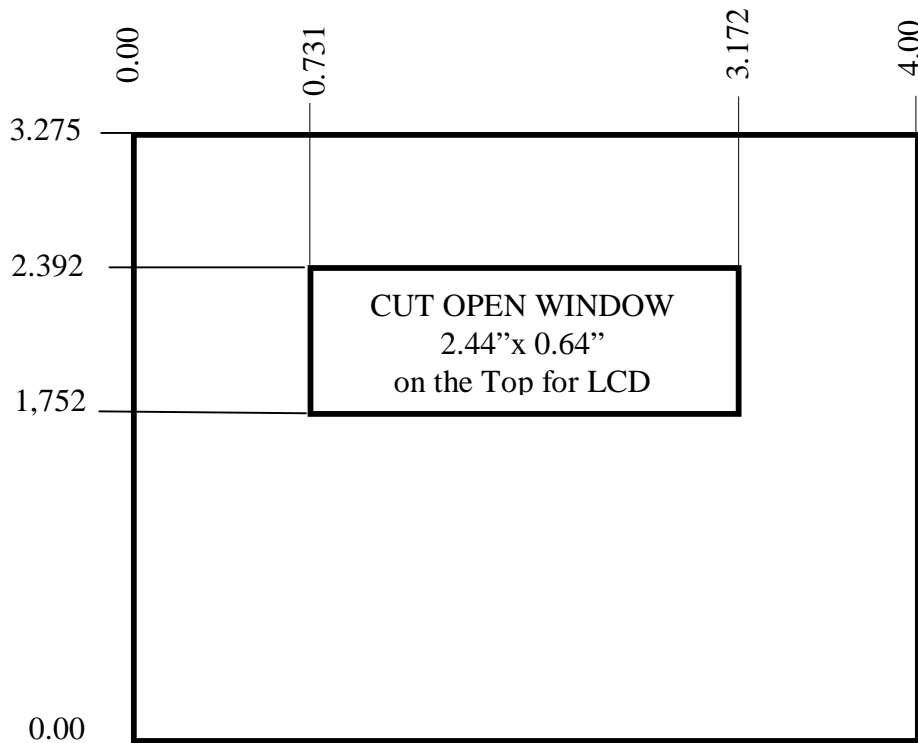 0.00
0.731
3.172
4.00
3.275
2.392
CUT OPEN WINDOW
2.44”x 0.64”
on the Top for LCD
1,752
0.00